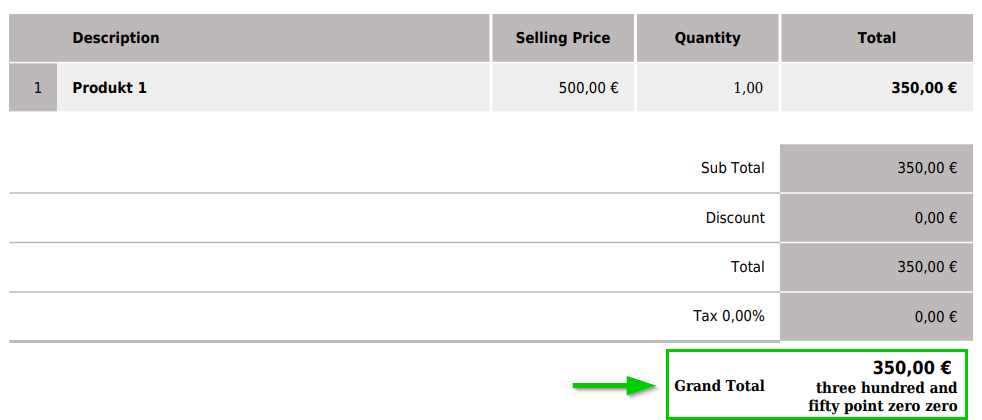 Description Selling Price Quantity Total
1 Produkt 1 500,00 € 1,00 350,00 €
Sub Total 350,00 €
Discount 0,00 €
Total 350,00 €
Tax 0,00% 0,00 €
350,00 €
Grand Total three hundred and
fifty point zero zero